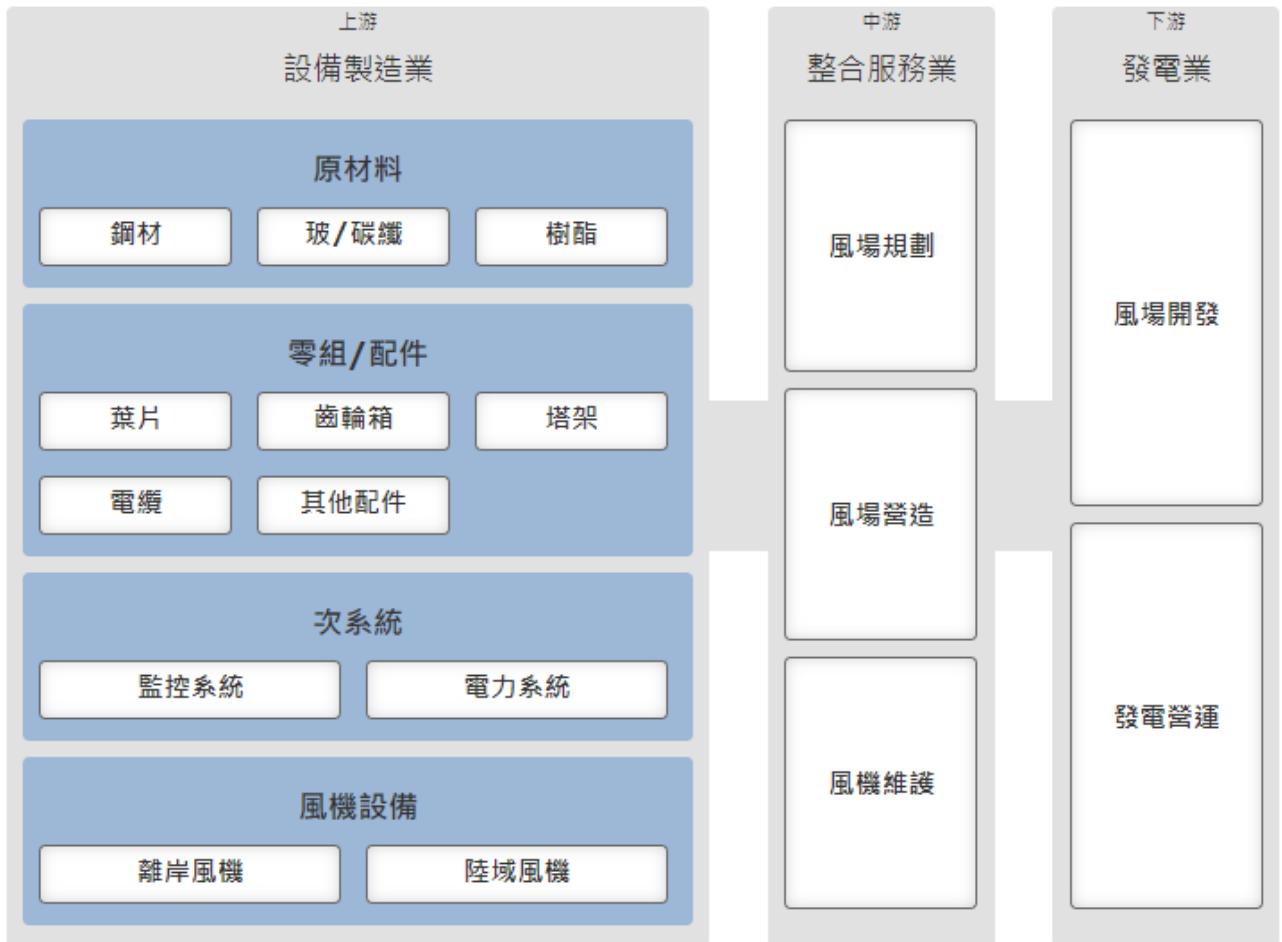 上游
設備製造業
原材料
鋼材
玻/碳纖
樹酯
零組/配件
葉片
齒輪箱
塔架
電纜
其他配件
次系統
監控系統
電力系統
風機設備
離岸風機
陸域風機
中游
整合服務業
風場規劃
風場營造
風機維護
下游
發電業
風場開發
發電營運